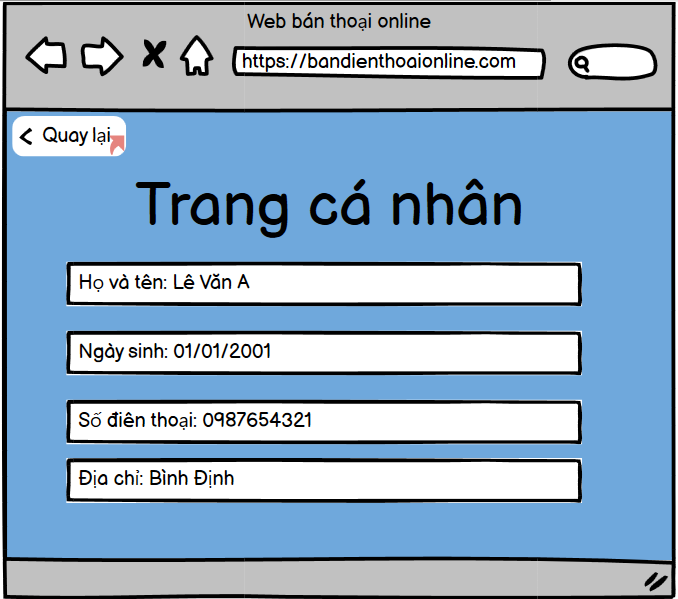 Web bán thoại online
https://bandienthoaionline.com
Quay lại
Trang cá nhân
Họ và tên: Lê Văn A
Ngày sinh: 01/01/2001
Số điên thoại: 0987654321
Địa chỉ: Bình Định